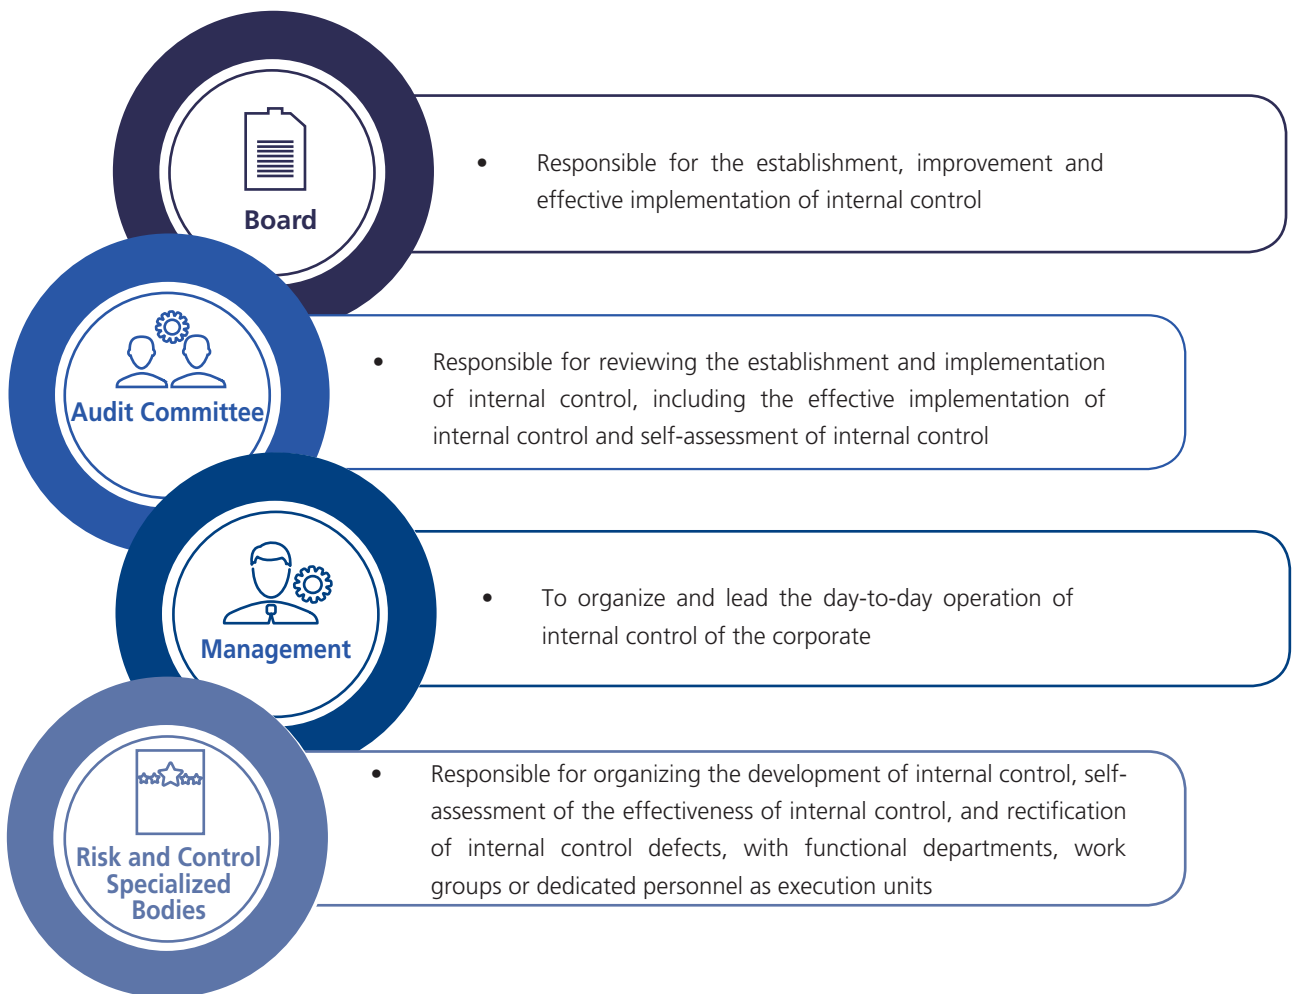 Board
• Responsible for the establishment, improvement and
effective implementation of internal control
Audit Committee
• Responsible for reviewing the establishment and implementation
of internal control, including the effective implementation of
internal control and self-assessment of internal control
Management
• To organize and lead the day-to-day operation of
internal control of the corporate
Risk and Control
Specialized
Bodies
• Responsible for organizing the development of internal control, self-
assessment of the effectiveness of internal control, and rectification
of internal control defects, with functional departments, work
groups or dedicated personnel as execution units